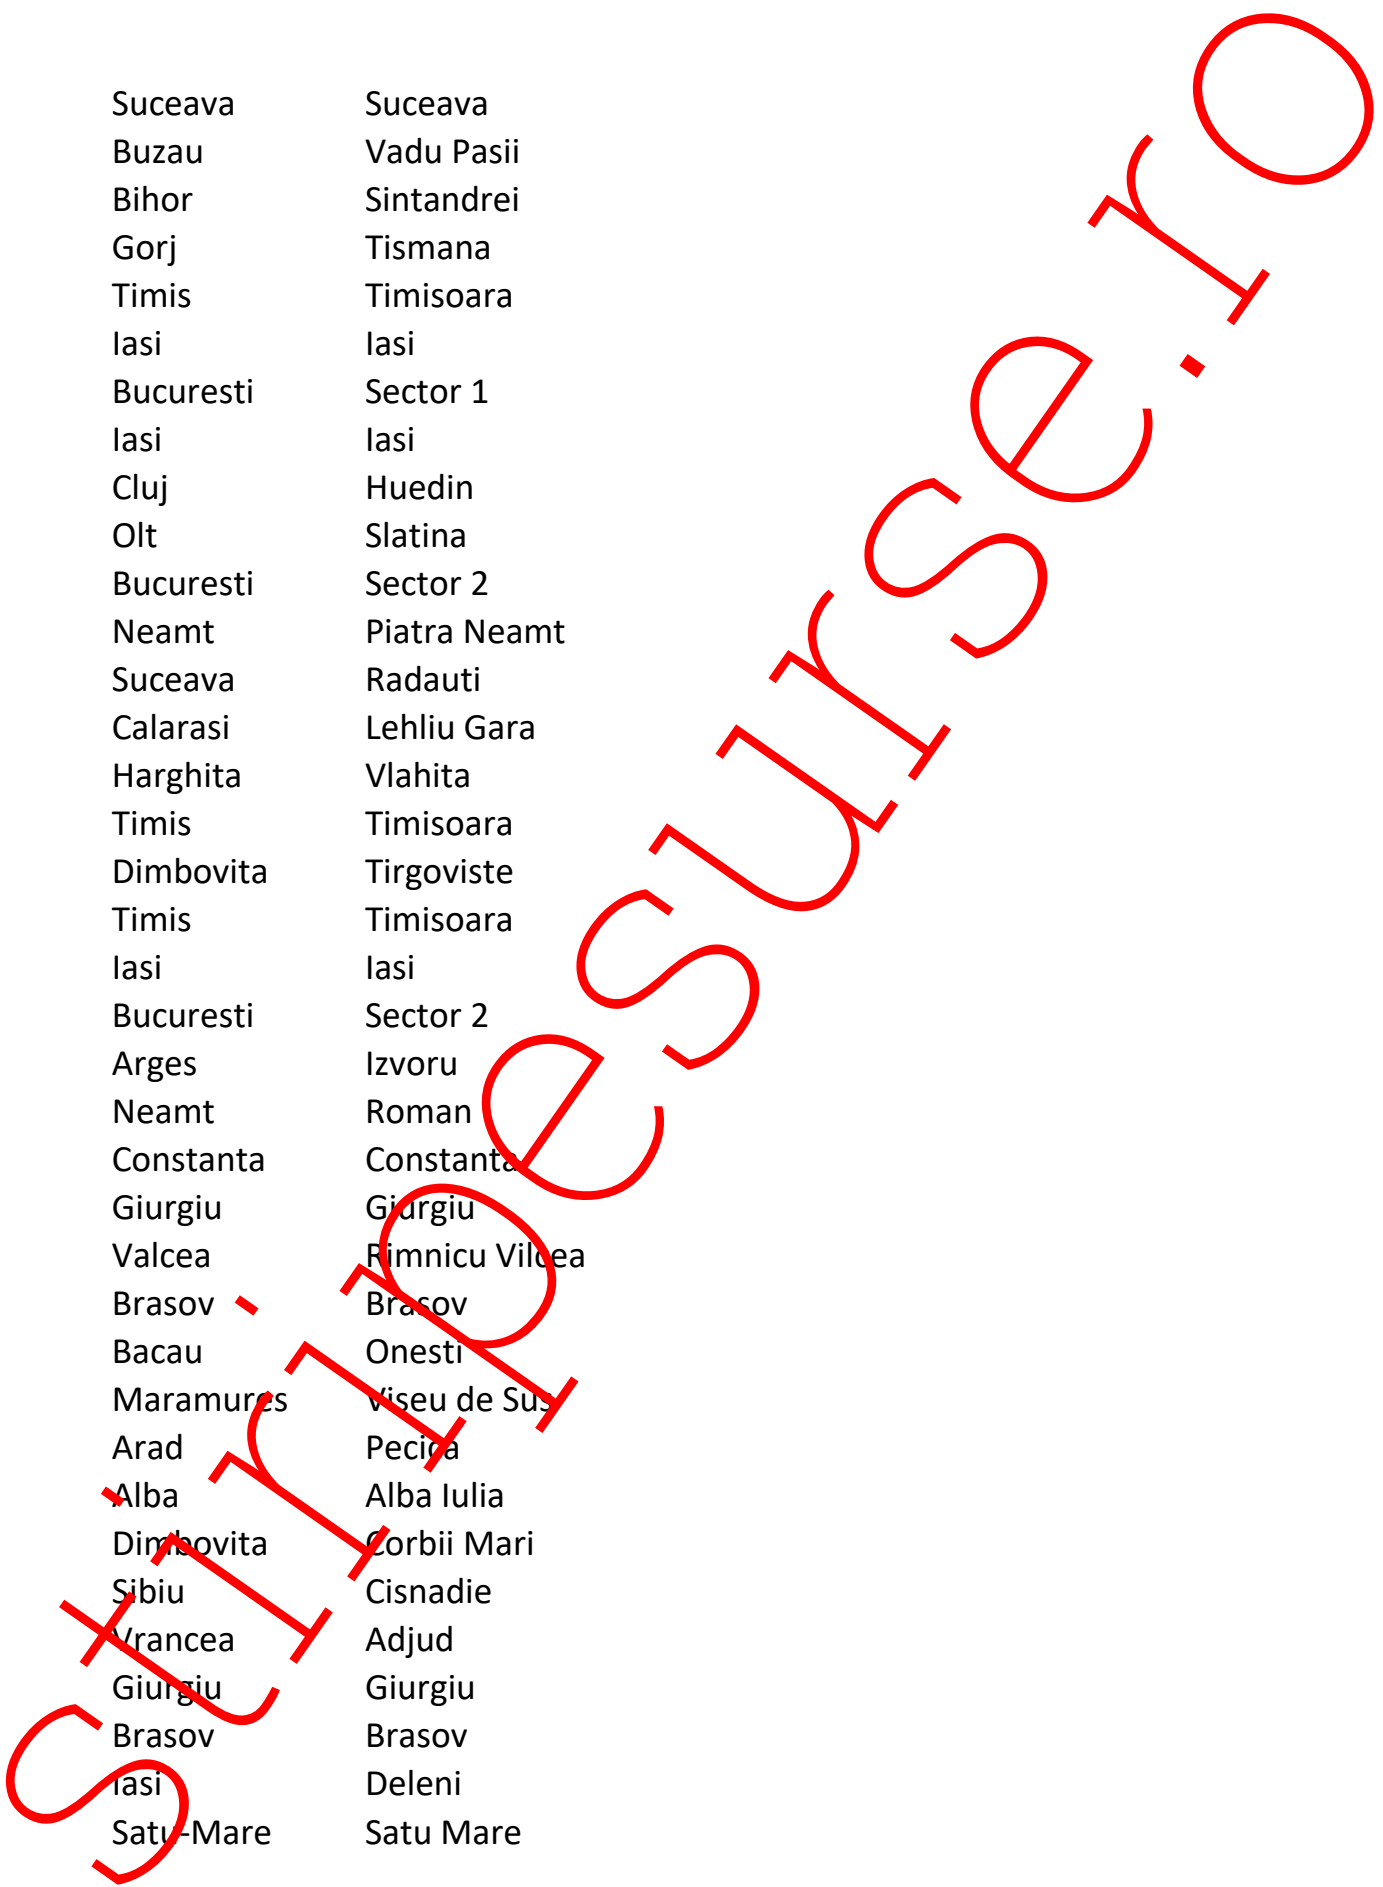 Suceava Suceava
Buzau Vadu Pasii
Bihor Sintandrei
Gorj Tismana
Timis Timisoara
Iasi Iasi
Bucuresti Sector 1
Iasi Iasi
Cluj Huedin
Olt Slatina
Bucuresti Sector 2
Neamt Piatra Neamt
Suceava Radauti
Calarasi Lehliu Gara
Harghita Vlahita
Timis Timisoara
Dimbovita Tirgoviste
Timis Timisoara
Iasi Iasi
Bucuresti Sector 2
Arges Izvoru
Neamt Roman
Constanta Constanta
Giurgiu Giurgiu
Valcea Rimnicu Vilcea
Brasov Brasov
Bacau Onesti
Maramures Viseu de Sus
Arad Pecica
Alba Alba Iulia
Dimbovita Corbii Mari
Sibiu Cisnadie
Vrancea Adjud
Giurgiu Giurgiu
Brasov Brasov
Iasi Deleni
Satu-Mare Satu Mare
stiripesurse.ro